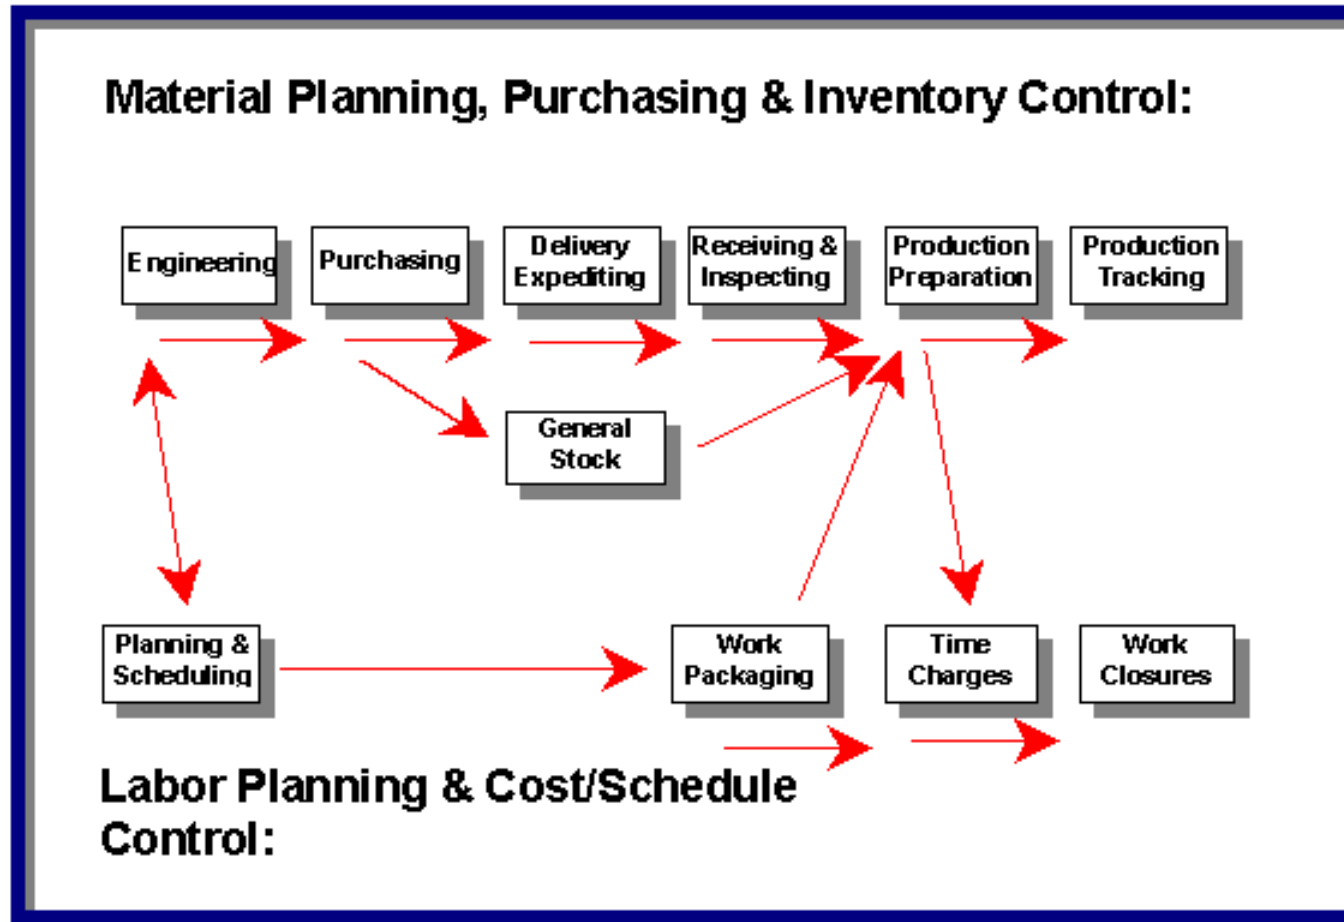 Material Planning, Purchasing & Inventory Control:
Engineering
Purchasing
Delivery
Expediting
Receiving &
Inspecting
Production
Preparation
Production
Tracking
General
Stock
Planning &
Scheduling
Work
Packaging
Time
Charges
Work
Closures
Labor Planning & Cost/Schedule
Control: